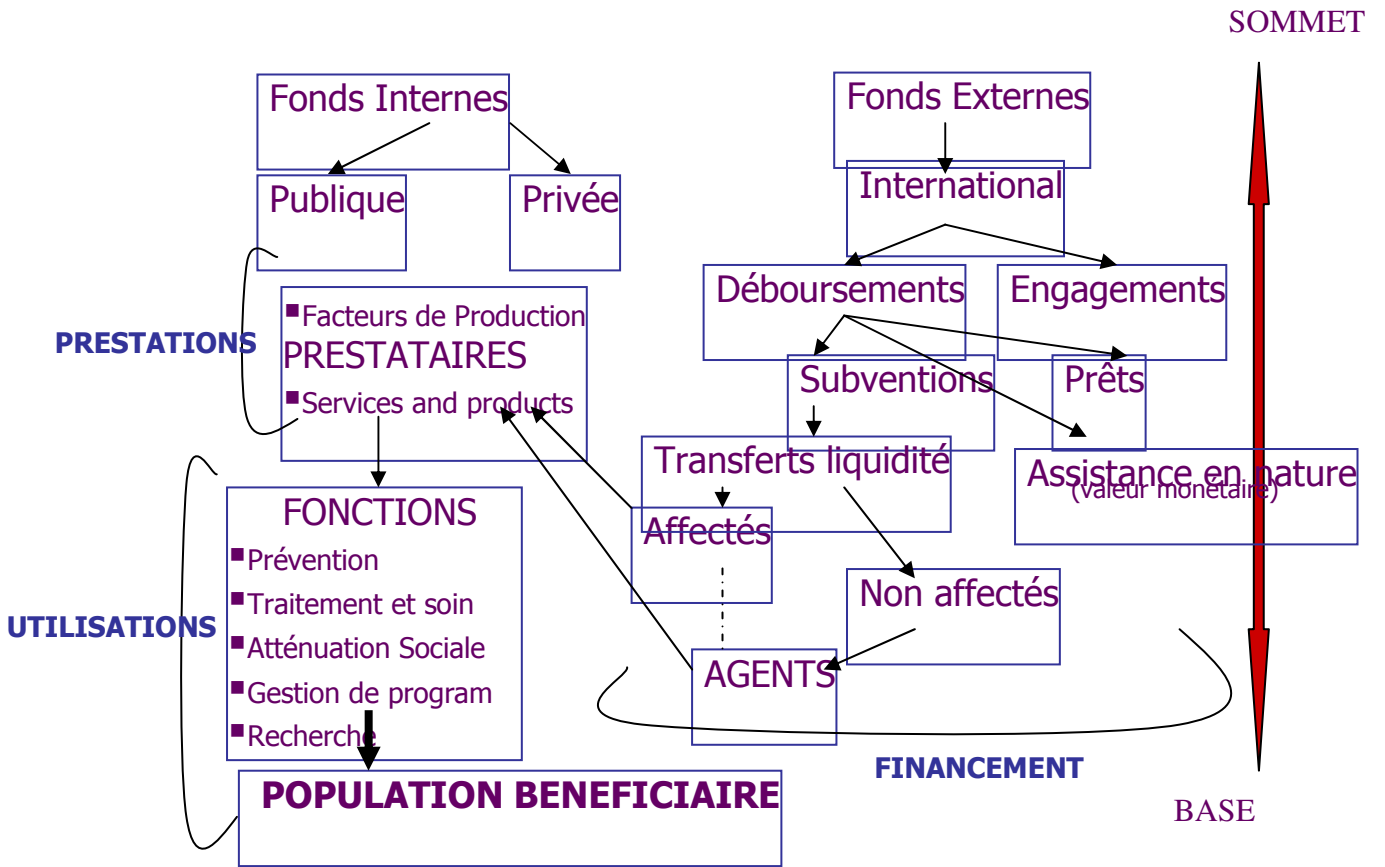 SOMMET
Fonds Internes
Fonds Externes
Publique
Privée
International
Déboursements
Engagements
PRESTATIONS
▪Facteurs de Production
PRESTATAIRES
▪Services and products
Subventions
Prêts
Transferts liquidité
Assistance en nature
(valeur monétaire)
FONCTIONS
▪Prévention
▪Traitement et soin
▪Atténuation Sociale
▪Gestion de program
▪Recherche
Affectés
Non affectés
UTILISATIONS
AGENTS
FINANCEMENT
POPULATION BENEFICIAIRE
BASE